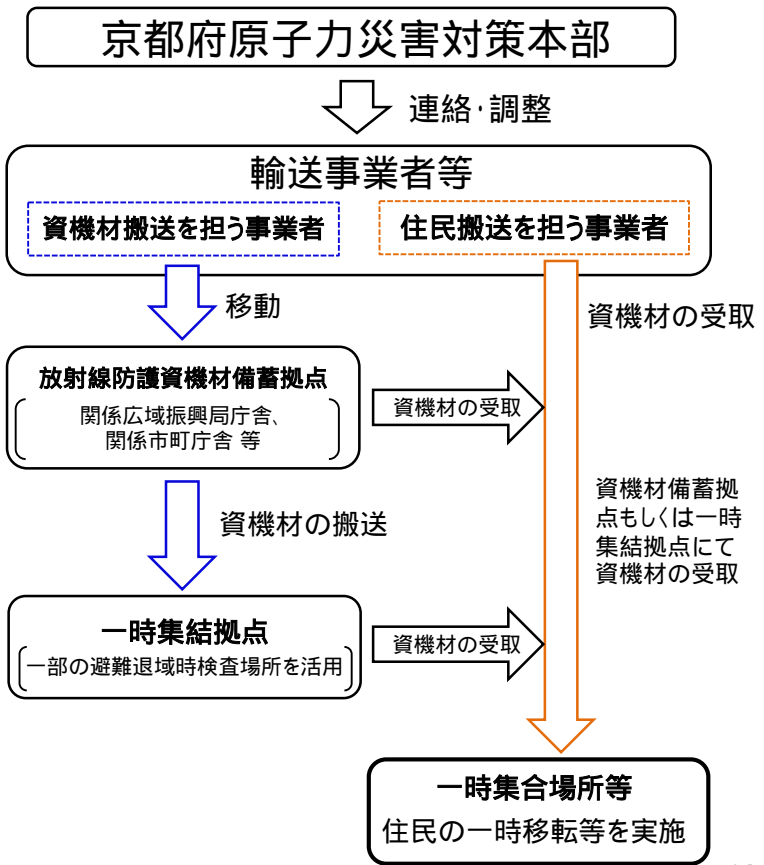 京都府原子力災害対策本部
連絡・調整
輸送事業者等
資機材搬送を担う事業者
住民搬送を担う事業者
移動
資機材の受取
放射線防護資機材備蓄拠点
関係広域振興局庁舎、
関係市町庁舎 等
資機材の受取
資機材の搬送
資機材備蓄拠
点もしくは一時
集結拠点にて
資機材の受取
一時集結拠点
一部の避難退域時検査場所を活用
資機材の受取
一時集合場所等
住民の一時移転等を実施